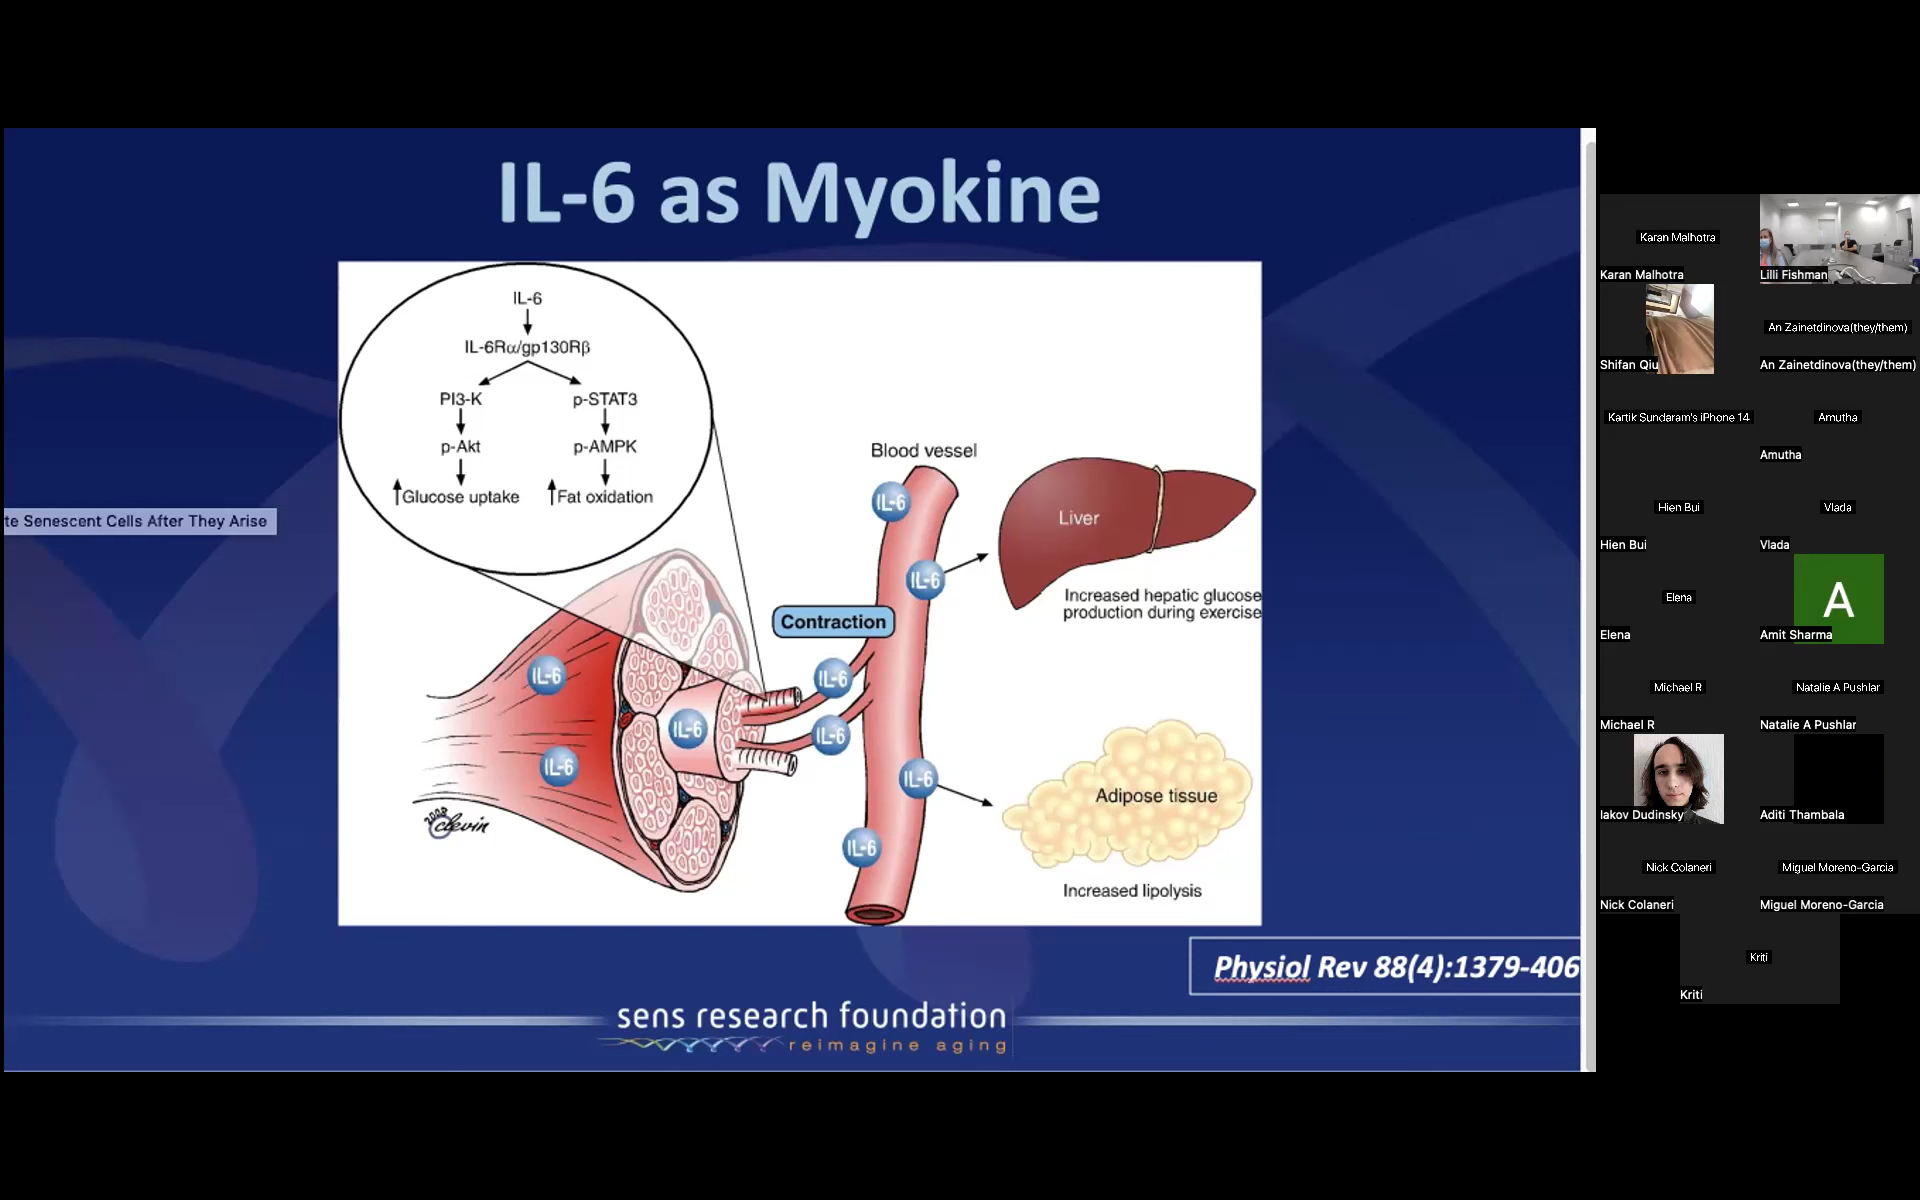 IL-6 as Myokine
IL-6
IL-6Rα/gp130Rβ
PI3-K
p-STAT3
p-Akt
p-AMPK
Glucose uptake
Fat oxidation
te Senescent Cells After They Arise
Blood vessel
IL-6
Liver
IL-6
Increased hepatic glucose
production during exercise
Contraction
IL-6
IL-6
IL-6
IL-6
IL-6
IL-6
Adipose tissue
IL-6
Increased lipolysis
2008
clevin
Physiol Rev 88(4):1379-406
sens research foundation
reimagine aging
Karan Malhotra
Karan Malhotra
Lilli Fishman
An Zainetdinova(they/them)
Shifan Qiu
An Zainetdinova(they/them)
Kartik Sundaram's iPhone 14
Amutha
Amutha
Hien Bui
Vlada
Hien Bui
Vlada
Elena
A
Elena
Amit Sharma
Michael R
Natalie A Pushlar
Michael R
Natalie A Pushlar
Iakov Dudinsky
Aditi Thambala
Nick Colaneri
Miguel Moreno-Garcia
Nick Colaneri
Miguel Moreno-Garcia
Kriti
Kriti